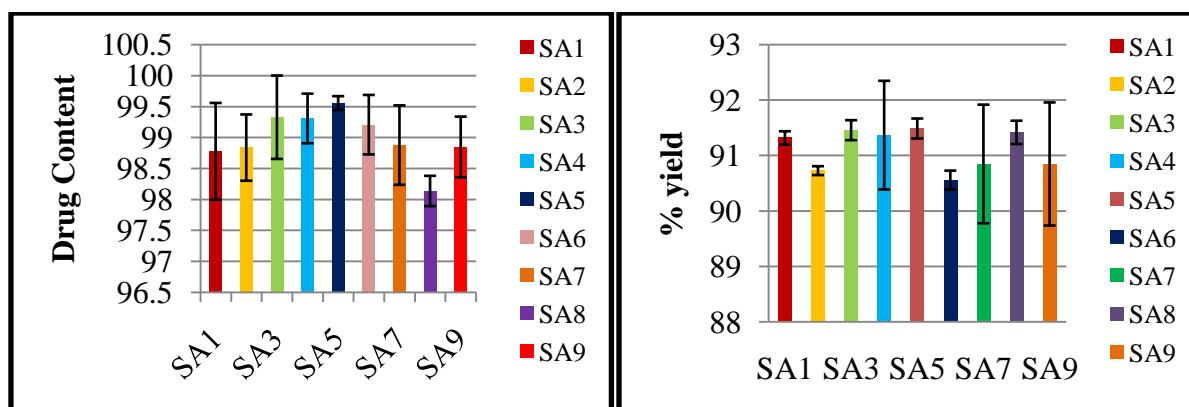 Drug Content
100.5
100
99.5
99
98.5
98
97.5
97
96.5
SA1
SA3
SA5
SA7
SA9
SA1
SA2
SA3
SA4
SA5
SA6
SA7
SA8
SA9
% yield
93
92
91
90
89
88
SA1 SA3 SA5 SA7 SA9
SA1
SA2
SA3
SA4
SA5
SA6
SA7
SA8
SA9